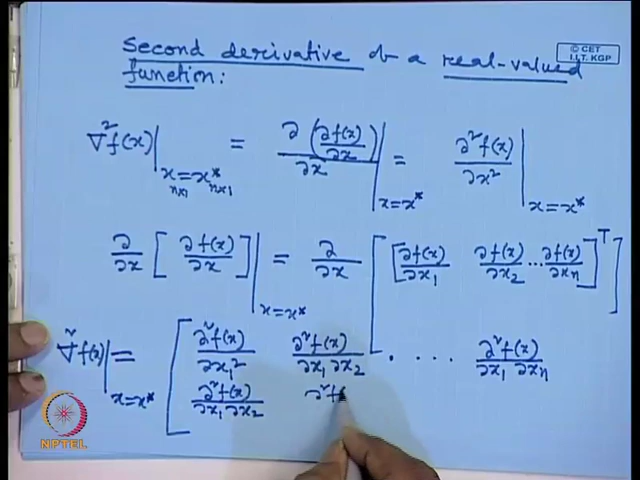 Second derivative of a real-valued
function:
© CET
I.I.T. KGP
∇²f(x)|ₓ₌ₓ* = ∂(∂f(x)/∂x)/∂x|ₓ₌ₓ* = ∂²f(x)/∂x²|ₓ₌ₓ*
n×1 n×1
∂/∂x [∂f(x)/∂x]|ₓ₌ₓ* = ∂/∂x [[∂f(x)/∂x₁ ∂f(x)/∂x₂ ... ∂f(x)/∂xₙ]ᵀ]
∇²f(x)|ₓ₌ₓ* = [∂²f(x)/∂x₁² ∂²f(x)/∂x₁∂x₂ . ... ∂²f(x)/∂x₁∂xₙ
∂²f(x)/∂x₁∂x₂ ∂²f(
NPTEL